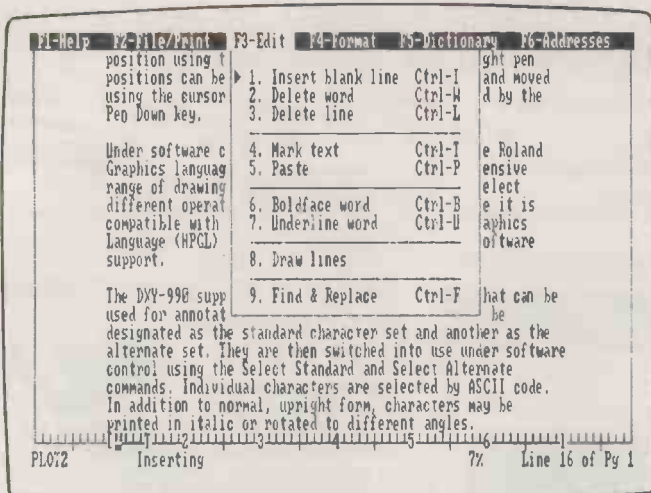 F1-Help F2-File/Print F3-Edit F4-Format F5-Dictionary F6-Addresses
position using t ght pen
positions can be 1. Insert blank line Ctrl-I and moved
using the cursor 2. Delete word Ctrl-W d by the
Pen Down key. 3. Delete line Ctrl-L
Under software c 4. Mark text Ctrl-T e Roland
Graphics languag 5. Paste Ctrl-P ensive
range of drawing elect
different operat 6. Boldface word Ctrl-B e it is
compatible with 7. Underline word Ctrl-U aphics
Language (HPGL) oftware
support. 8. Draw lines
The DXY-990 supp 9. Find & Replace Ctrl-F hat can be
used for annotat be
designated as the standard character set and another as the
alternate set. They are then switched into use under software
control using the Select Standard and Select Alternate
commands. Individual characters are selected by ASCII code.
In addition to normal, upright form, characters may be
printed in italic or rotated to different angles.
PLOT2 Inserting 7% Line 16 of Pg 1